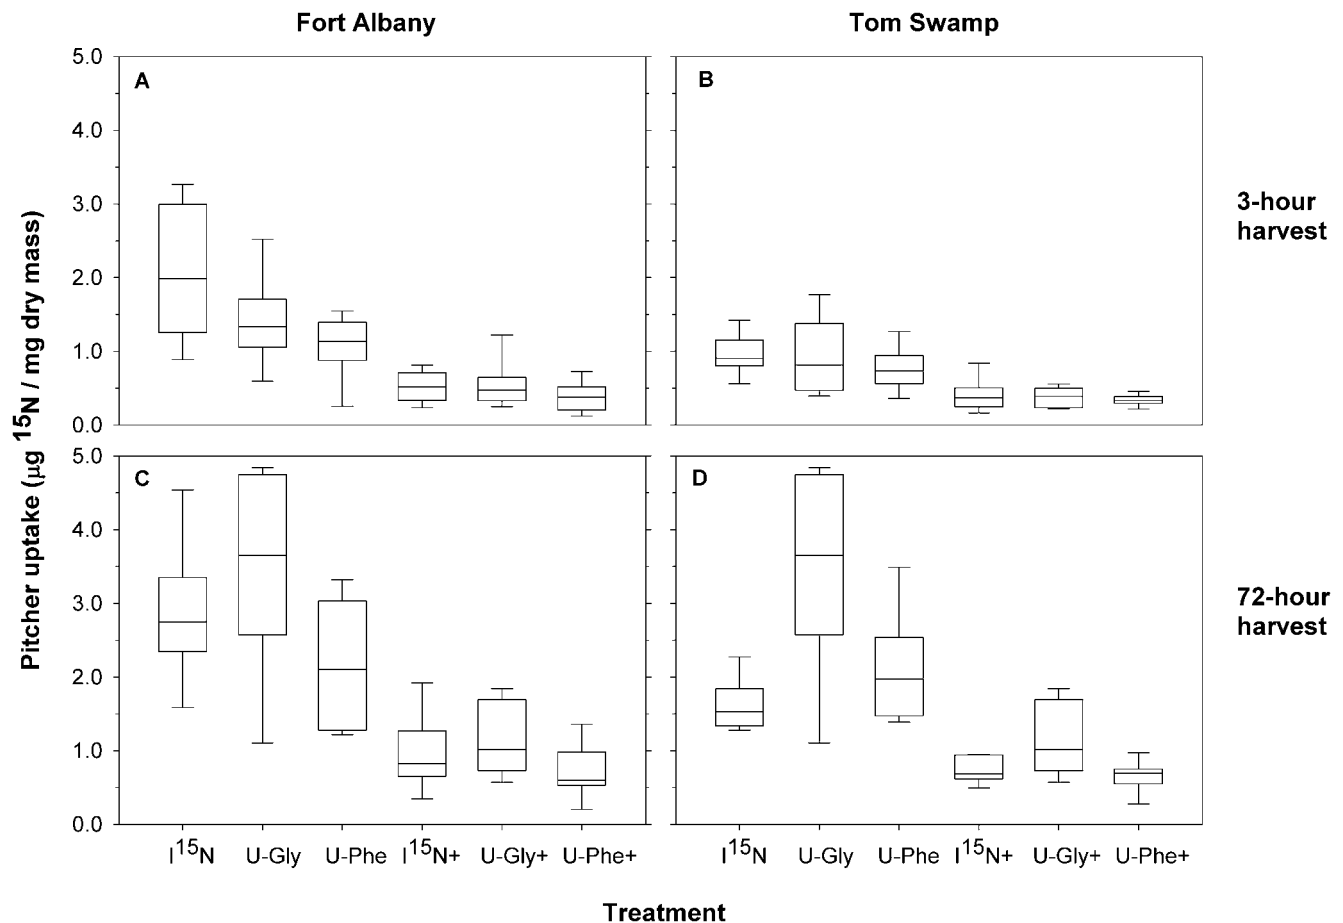 Fort Albany
Tom Swamp
A
B
5.0
4.0
3.0
2.0
1.0
0.0
3-hour
harvest
Pitcher uptake (µg ¹⁵N / mg dry mass)
C
D
5.0
4.0
3.0
2.0
1.0
0.0
72-hour
harvest
I¹⁵N U-Gly U-Phe I¹⁵N+ U-Gly+ U-Phe+
I¹⁵N U-Gly U-Phe I¹⁵N+ U-Gly+ U-Phe+
Treatment